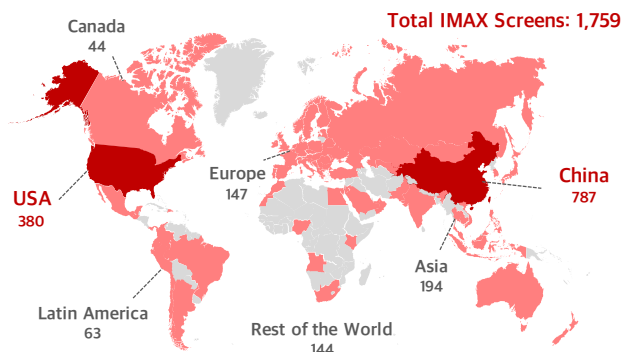 Total IMAX Screens: 1,759
Canada
44
Europe
147
USA
380
China
787
Asia
194
Latin America
63
Rest of the World
144